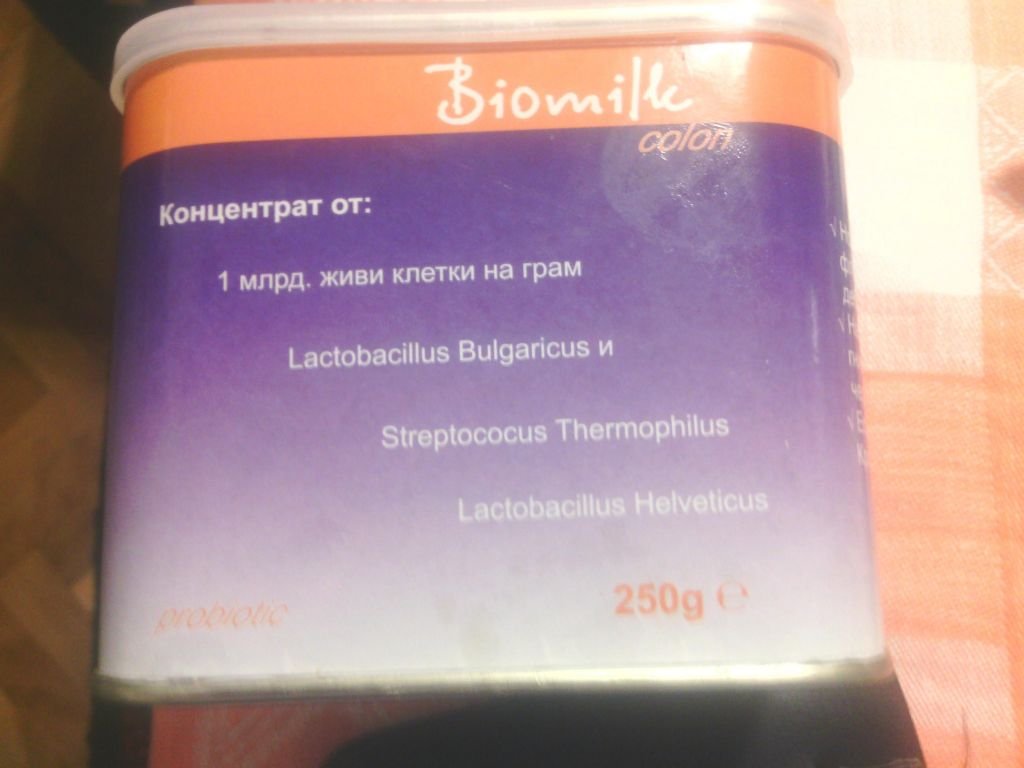 Biomilk
colon
Концентрат от:
1 млрд. живи клетки на грам
Lactobacillus Bulgaricus и
Streptococus Thermophilus
Lactobacillus Helveticus
probiotic
250g ℮